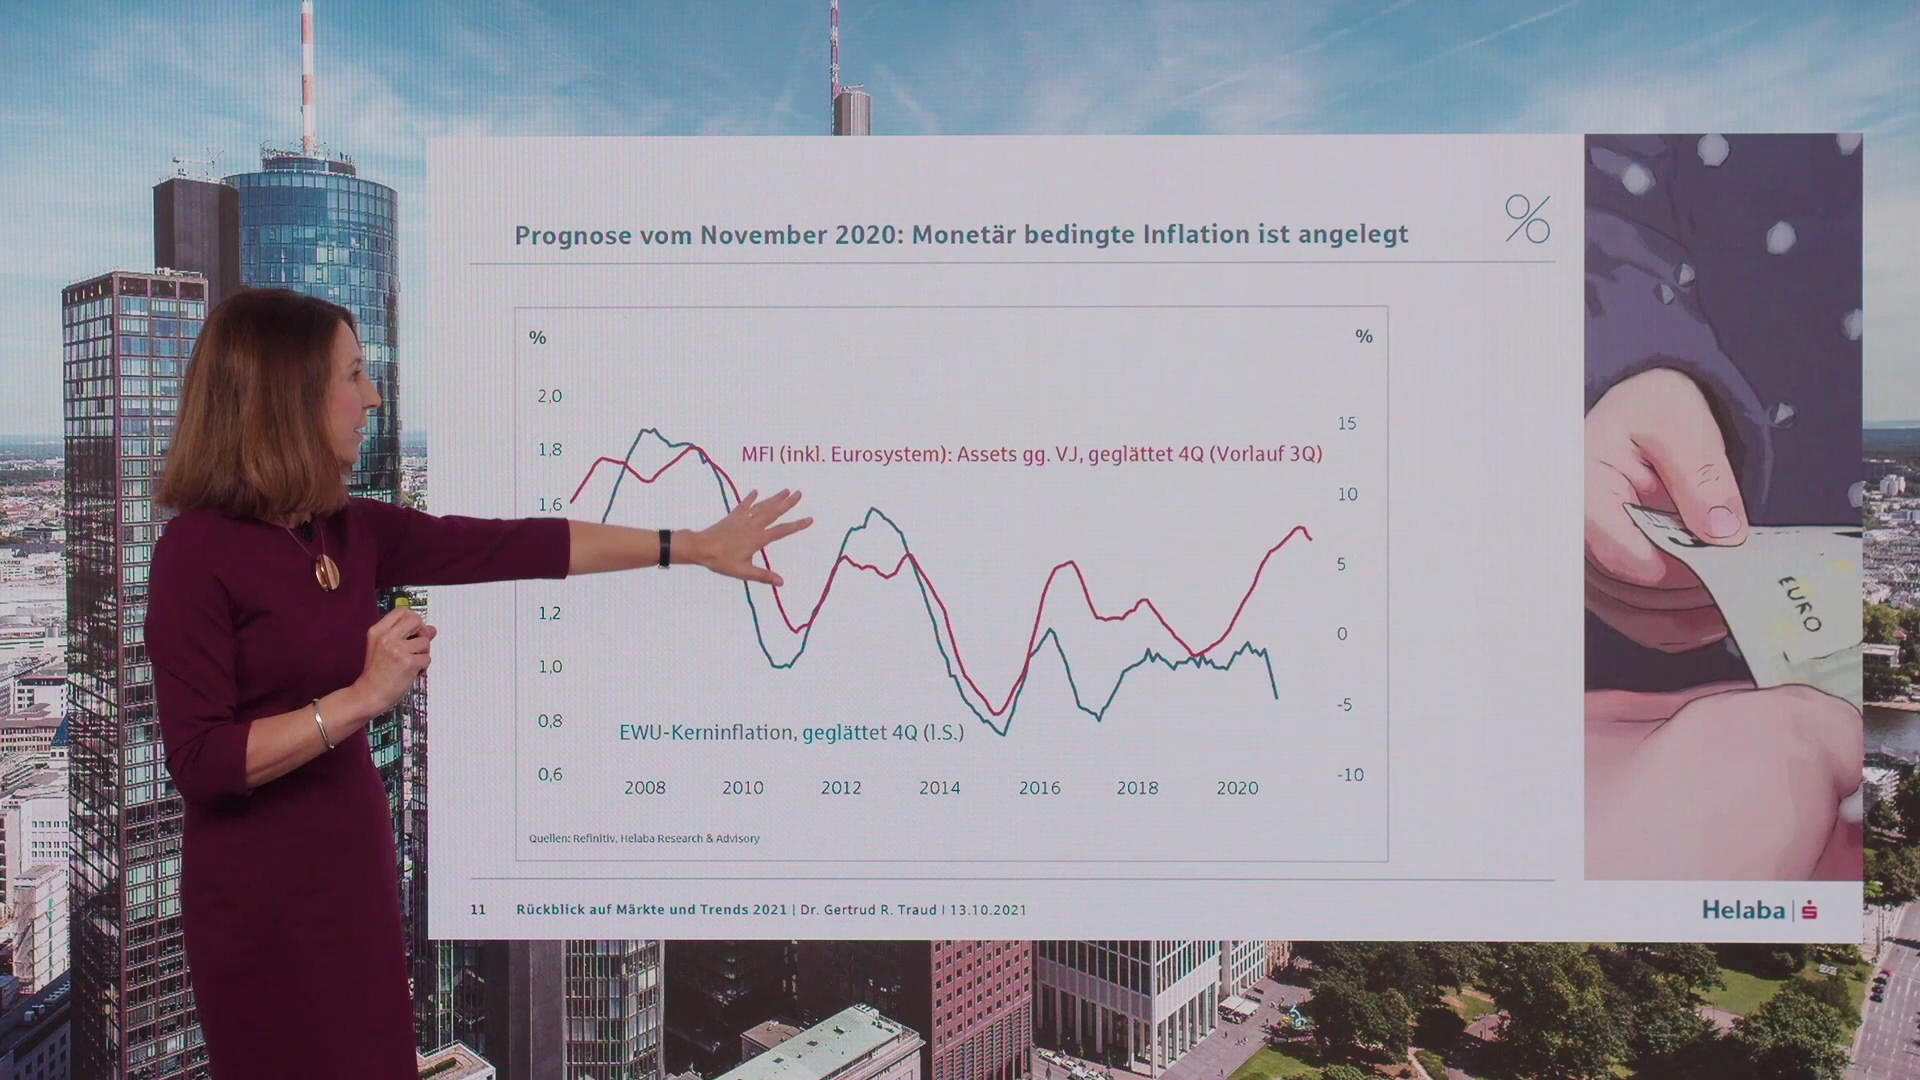 Prognose vom November 2020: Monetär bedingte Inflation ist angelegt
%
%
2,0
15
1,8
MFI (inkl. Eurosystem): Assets gg. VJ, geglättet 4Q (Vorlauf 3Q)
10
1,6
5
1,2
0
1,0
-5
0,8
EWU-Kerninflation, geglättet 4Q (l.S.)
0,6
-10
2008 2010 2012 2014 2016 2018 2020
Quellen: Refinitiv, Helaba Research & Advisory
EURO
11 Rückblick auf Märkte und Trends 2021 | Dr. Gertrud R. Traud | 13.10.2021
Helaba